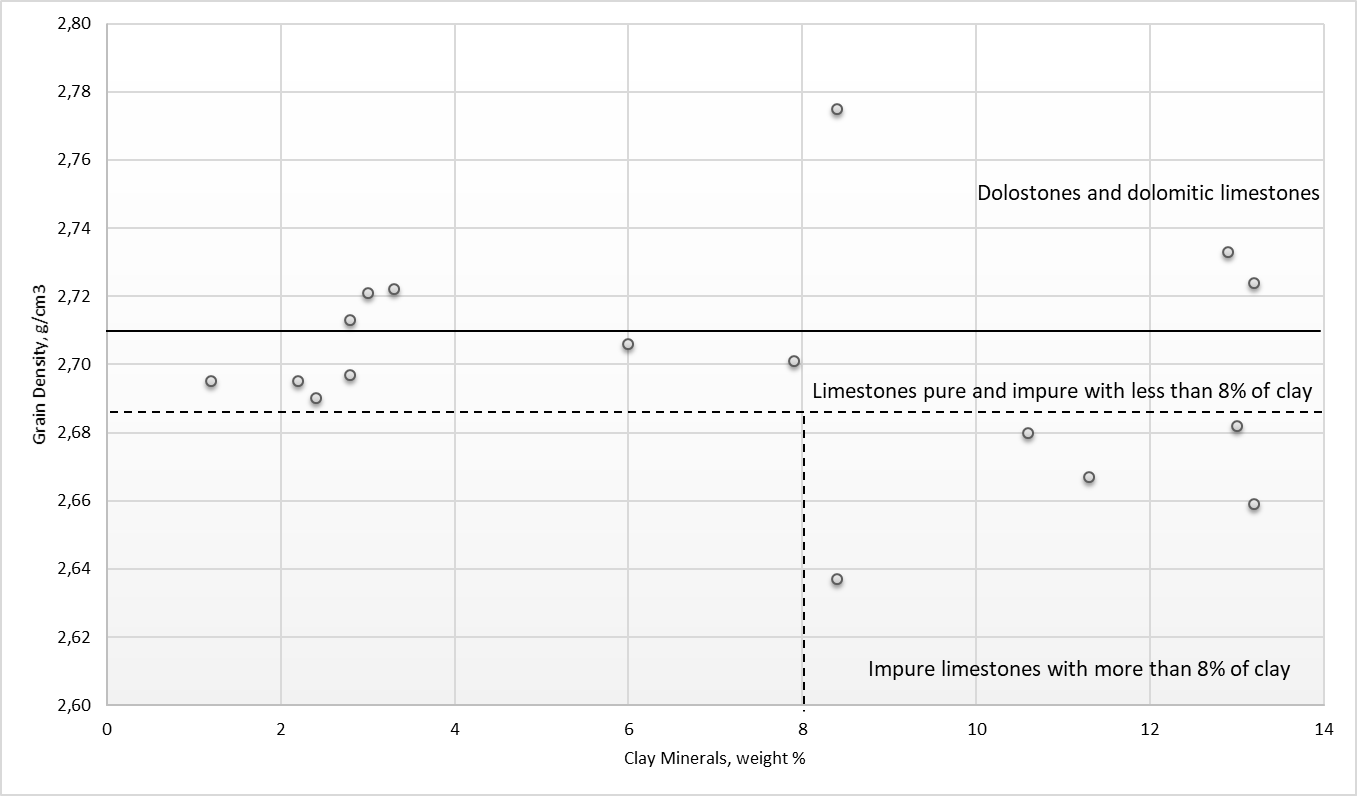 2,80
2,78
2,76
2,74
2,72
2,70
2,68
2,66
2,64
2,62
2,60
Grain Density, g/cm3
Dolostones and dolomitic limestones
Limestones pure and impure with less than 8% of clay
Impure limestones with more than 8% of clay
0 2 4 6 8 10 12 14
Clay Minerals, weight %